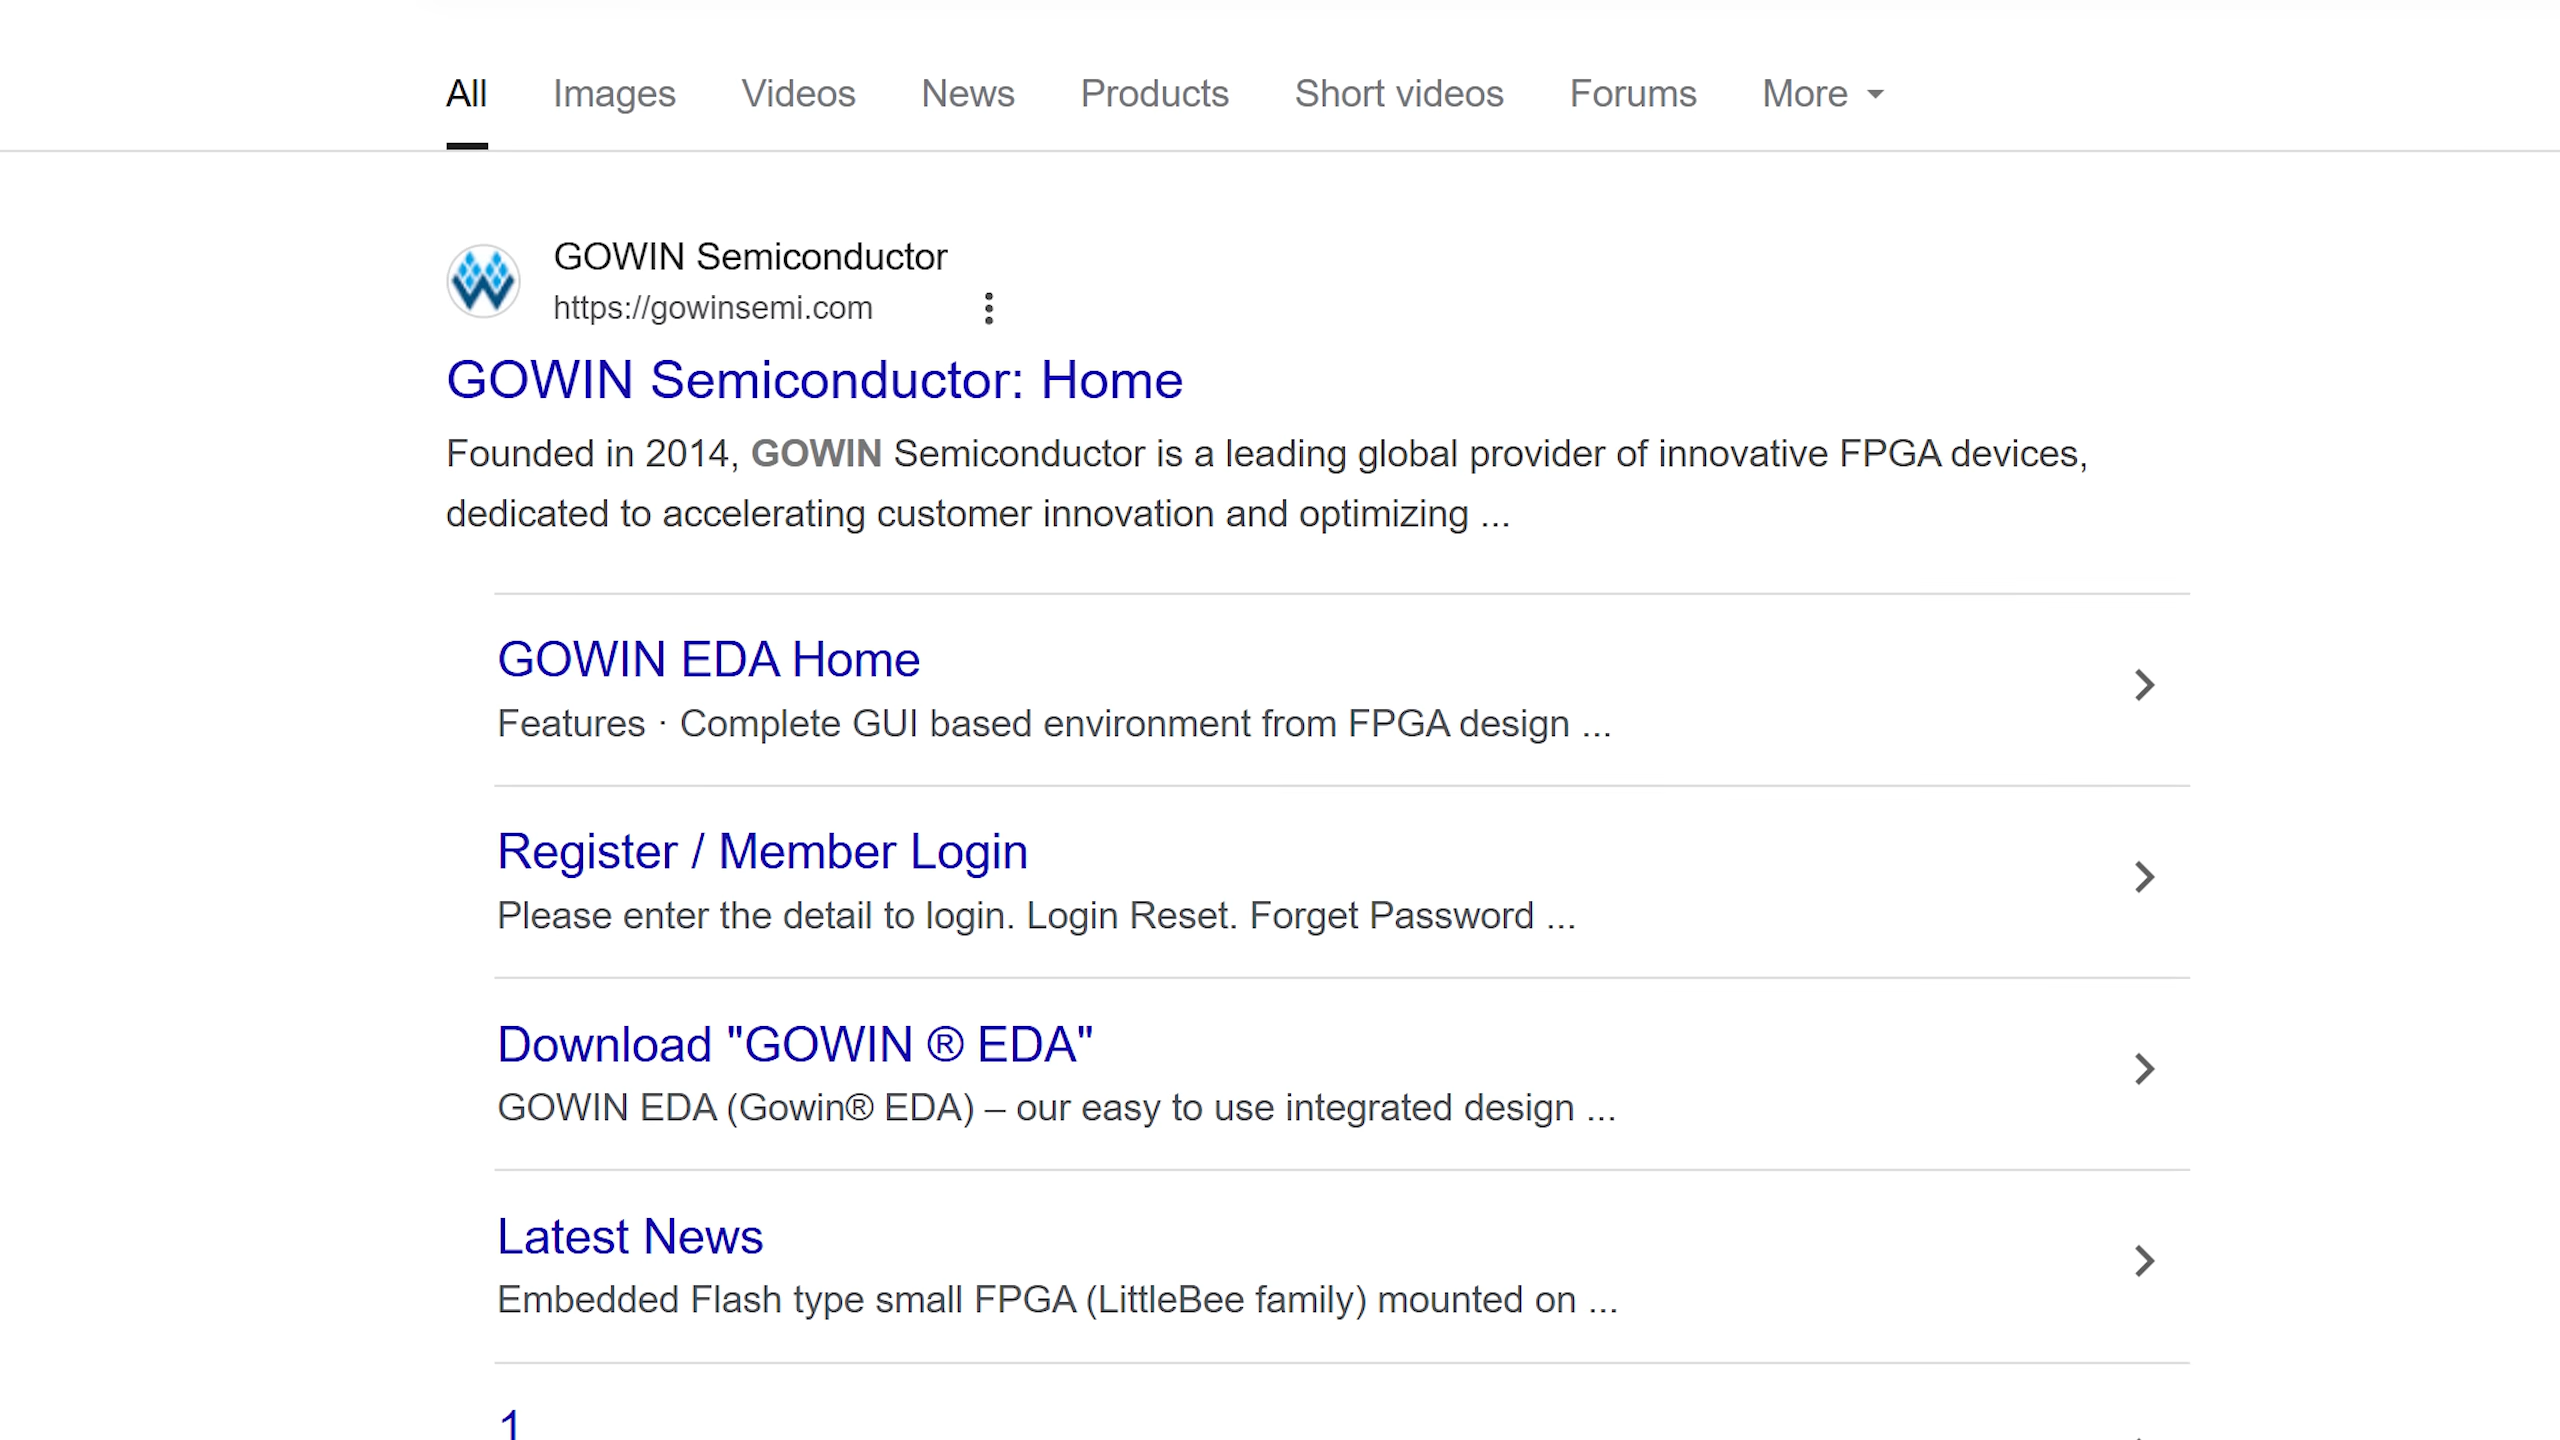 All Images Videos News Products Short videos Forums More
GOWIN Semiconductor
https://gowinsemi.com
GOWIN Semiconductor: Home
Founded in 2014, GOWIN Semiconductor is a leading global provider of innovative FPGA devices,
dedicated to accelerating customer innovation and optimizing ...
GOWIN EDA Home
Features · Complete GUI based environment from FPGA design ...
Register / Member Login
Please enter the detail to login. Login Reset. Forget Password ...
Download "GOWIN ® EDA"
GOWIN EDA (Gowin® EDA) – our easy to use integrated design ...
Latest News
Embedded Flash type small FPGA (LittleBee family) mounted on ...
1